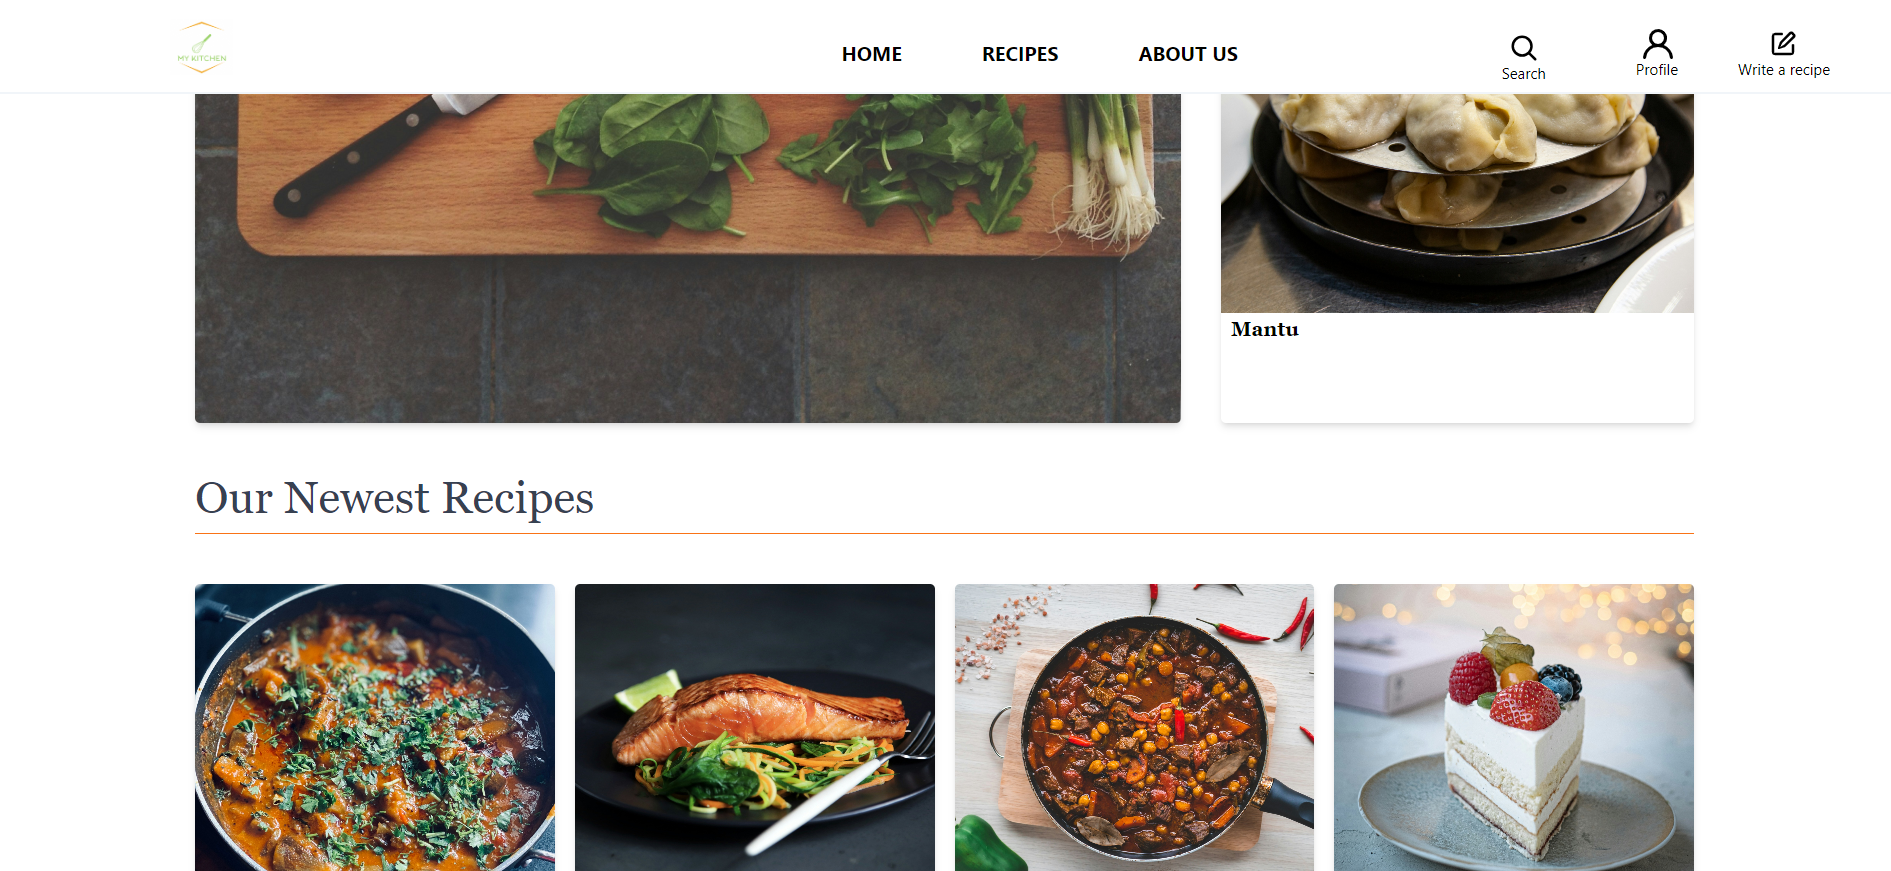 MY KITCHEN
HOME
RECIPES
ABOUT US
Search
Profile
Write a recipe
Mantu
Our Newest Recipes